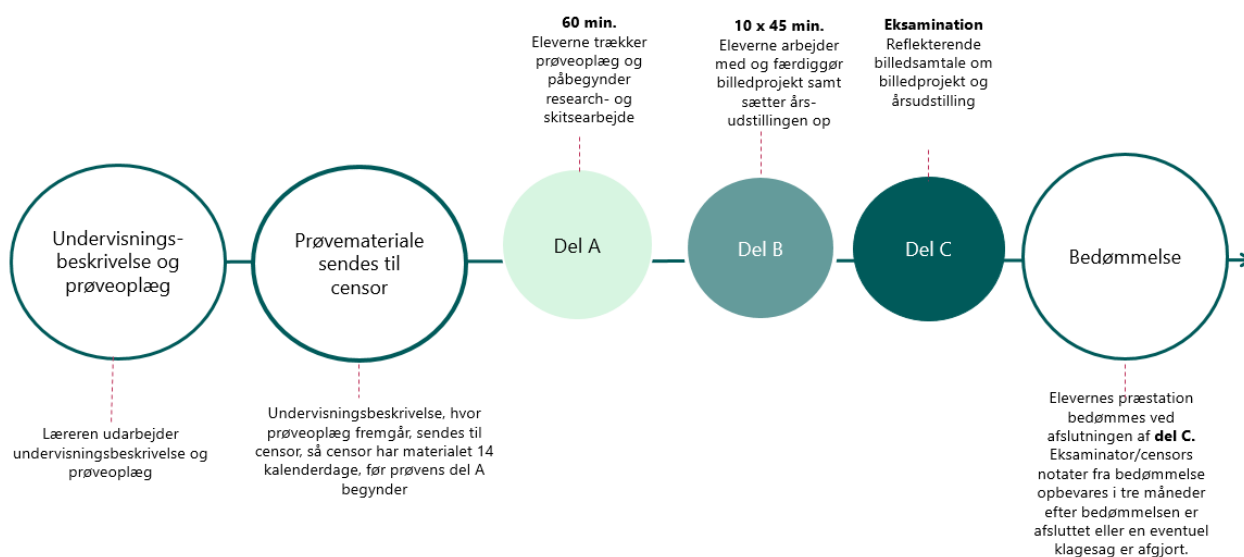 60 min.
Eleverne trækker
prøveoplæg og
påbegynder
research- og
skitsearbejde
10 x 45 min.
Eleverne arbejder
med og færdiggør
billedprojekt samt
sætter års-
udstillingen op
Eksamination
Reflekterende
billedsamtale om
billedprojekt og
årsudstilling
Undervisnings-
beskrivelse og
prøveoplæg
Prøvemateriale
sendes til
censor
Del A
Del B
Del C
Bedømmelse
Læreren udarbejder
undervisningsbeskrivelse og
prøveoplæg
Undervisningsbeskrivelse, hvor
prøveoplæg fremgår, sendes til
censor, så censor har materialet 14
kalenderdage, før prøvens del A
begynder
Elevernes præstation
bedømmes ved
afslutningen af del C.
Eksaminator/censors
notater fra bedømmelse
opbevares i tre måneder
efter bedømmelsen er
afsluttet eller en eventuel
klagesag er afgjort.